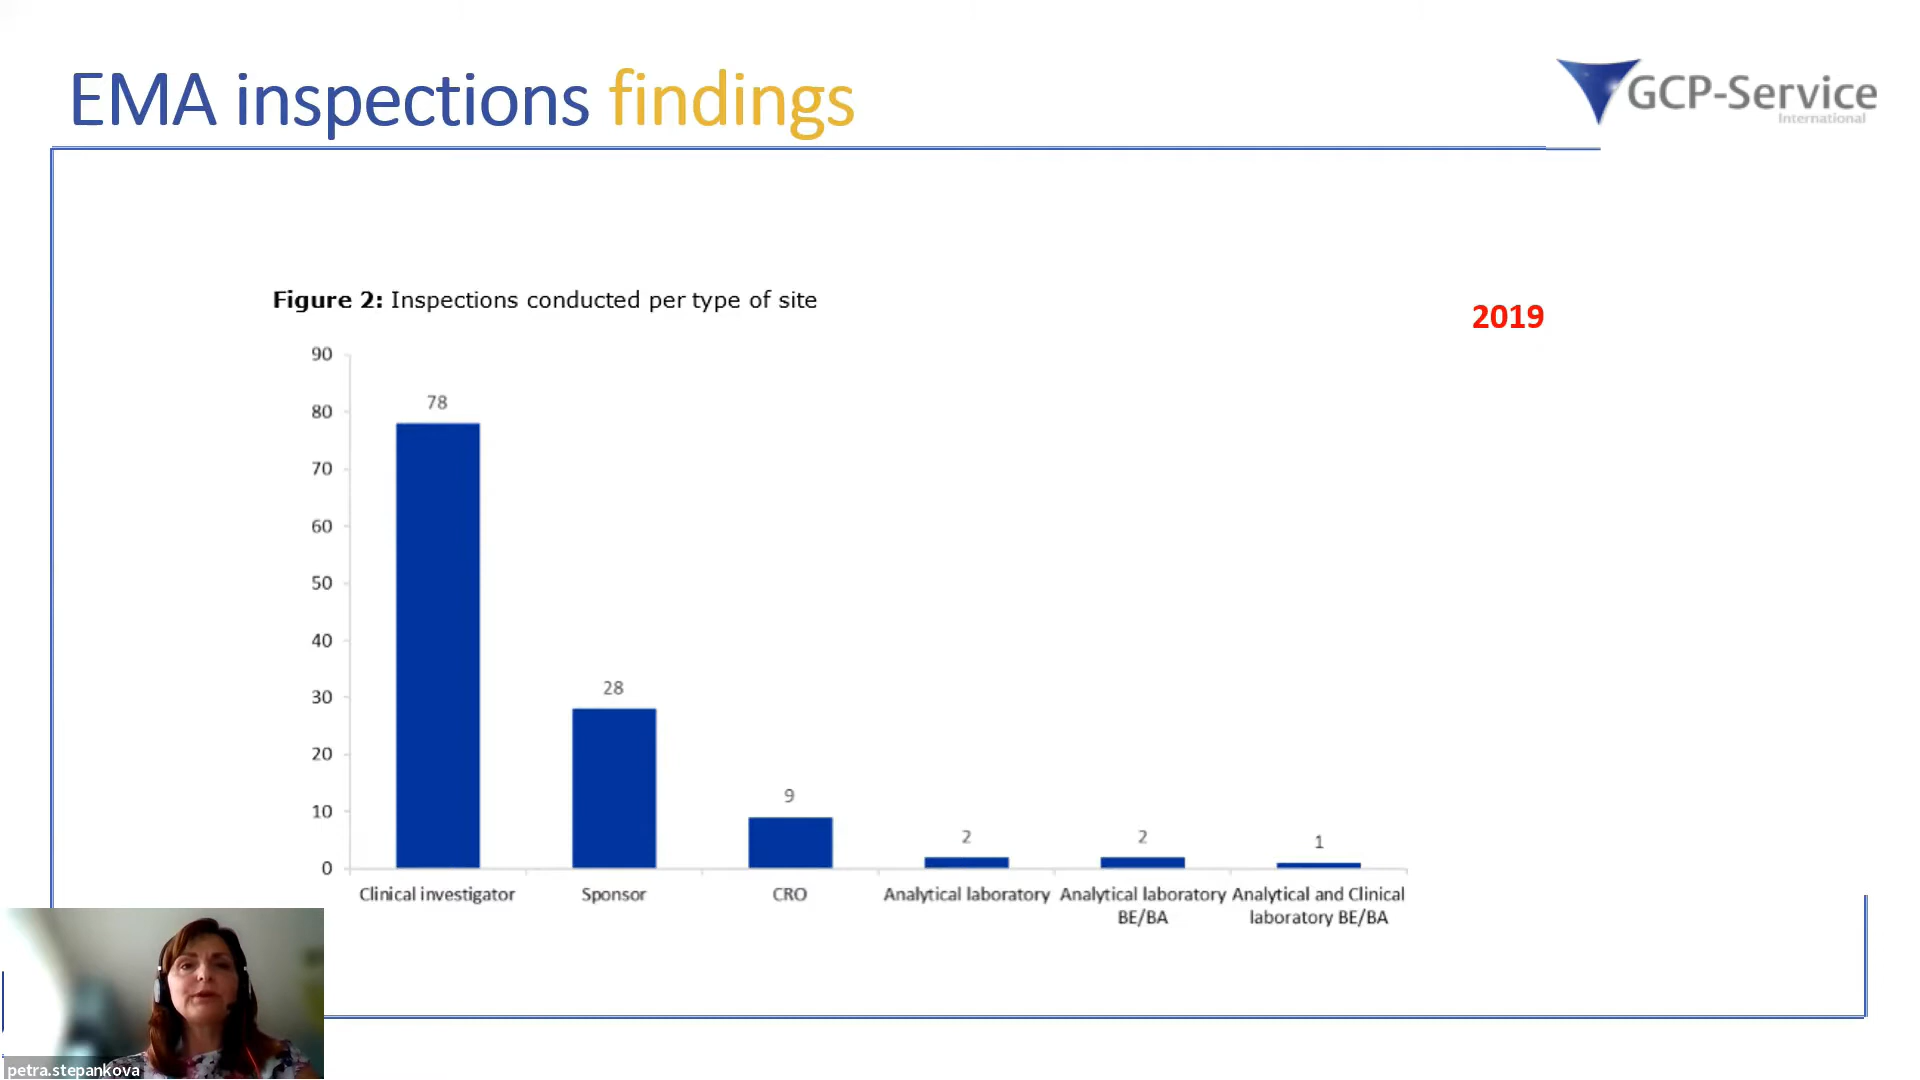 EMA inspections findings
GCP-Service
International
Figure 2: Inspections conducted per type of site
2019
90
80
70
60
50
40
30
20
10
0
78
28
9
2
2
1
Clinical investigator
Sponsor
CRO
Analytical laboratory
Analytical laboratory
BE/BA
Analytical and Clinical
laboratory BE/BA
petra.stepankova